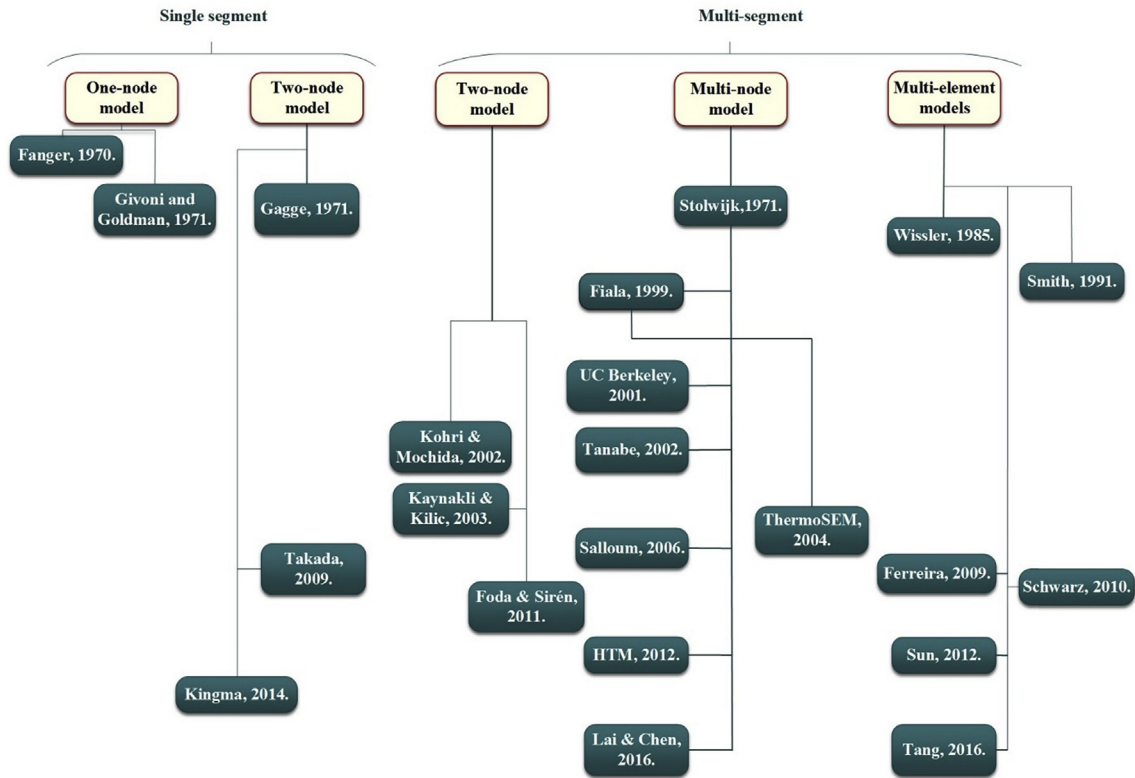 Single segment
Multi-segment
One-node
model
Two-node
model
Two-node
model
Multi-node
model
Multi-element
models
Fanger, 1970.
Givoni and
Goldman, 1971.
Gagge, 1971.
Stolwijk,1971.
Wissler, 1985.
Smith, 1991.
Fiala, 1999.
UC Berkeley,
2001.
Kohri &
Mochida, 2002.
Tanabe, 2002.
Kaynakli &
Kilic, 2003.
ThermoSEM,
2004.
Salloum, 2006.
Takada,
2009.
Ferreira, 2009.
Schwarz, 2010.
Foda & Sirén,
2011.
HTM, 2012.
Sun, 2012.
Kingma, 2014.
Lai & Chen,
2016.
Tang, 2016.